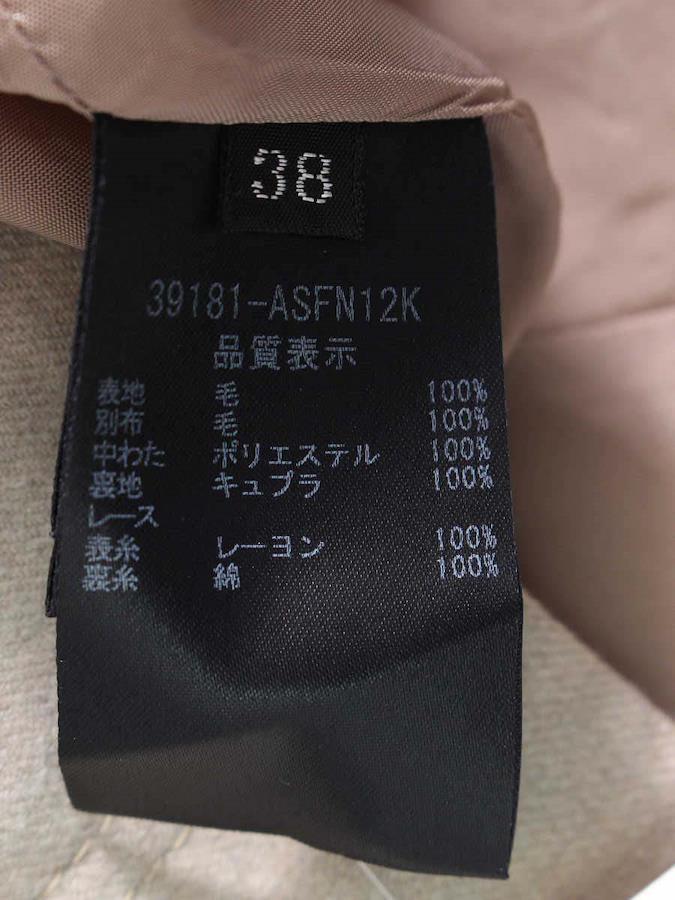 38
39181-ASFN12K
品質表示
表地 毛 100%
別布 毛 100%
中わた ポリエステル 100%
裏地 キュプラ 100%
レース
表糸 レーヨン 100%
裏糸 綿 100%